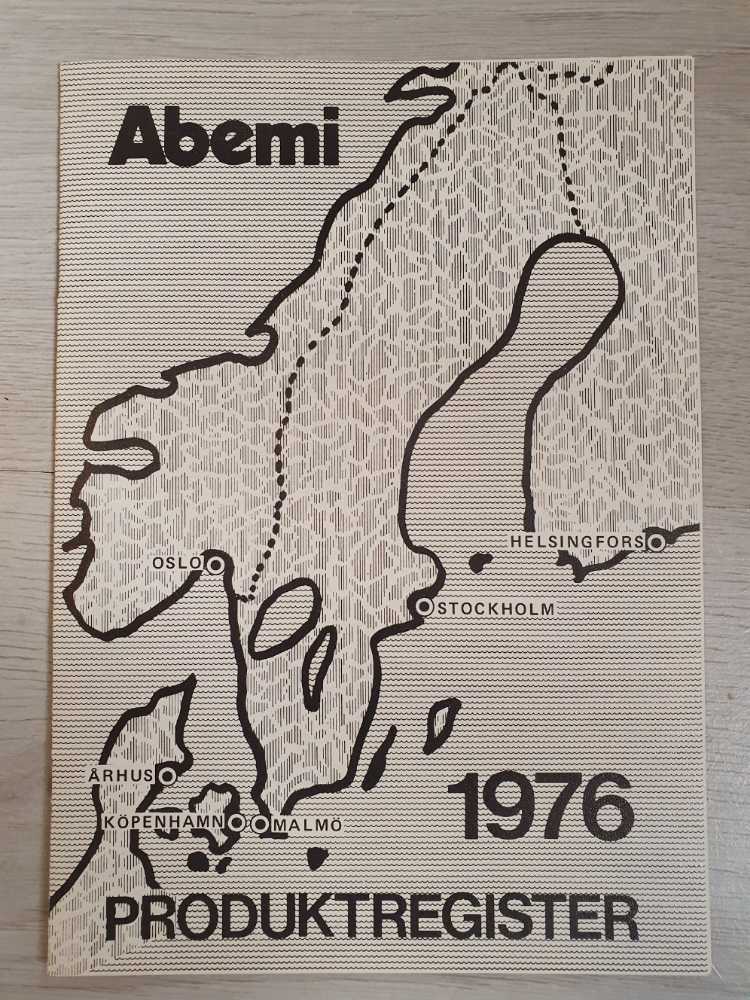 Abemi
HELSINGFORS
OSLO
STOCKHOLM
ÅRHUS
KÖPENHAMN
MALMÖ
1976
PRODUKTREGISTER